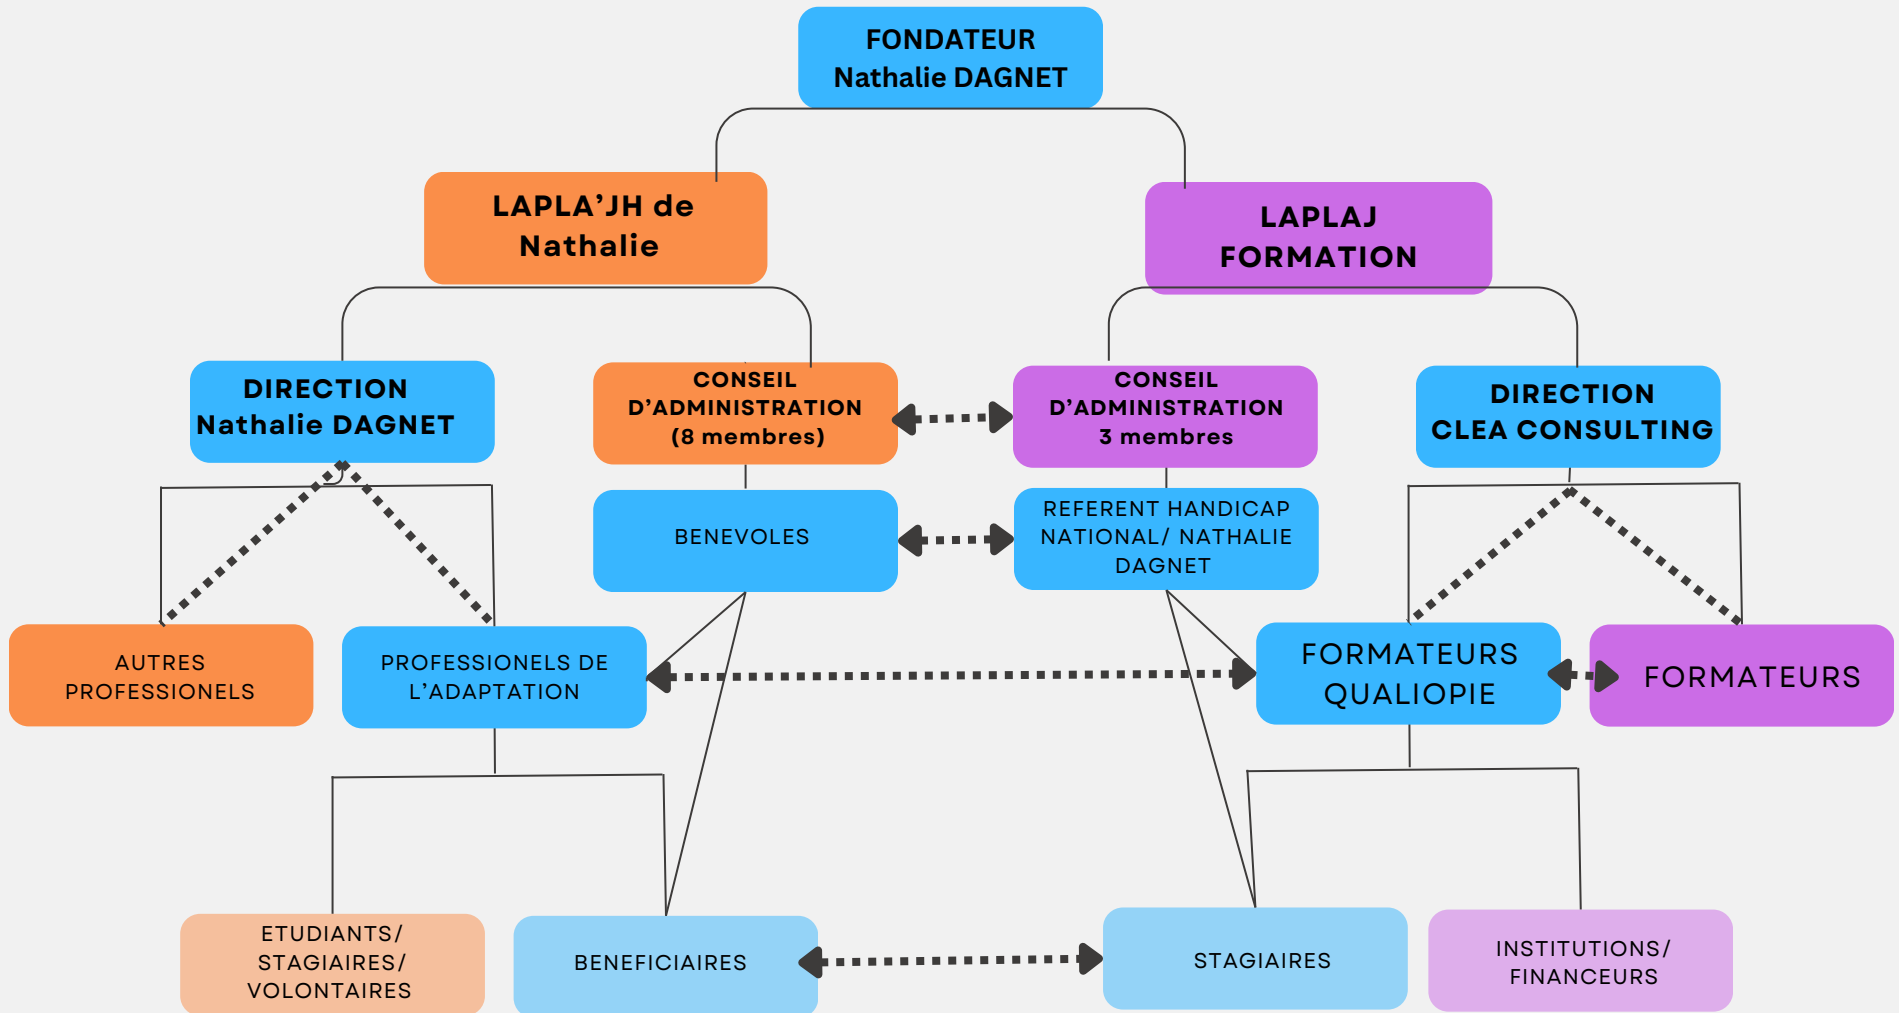 FONDATEUR
Nathalie DAGNET
LAPLA’JH de
Nathalie
LAPLAJ
FORMATION
DIRECTION
Nathalie DAGNET
CONSEIL
D’ADMINISTRATION
(8 membres)
CONSEIL
D’ADMINISTRATION
3 membres
DIRECTION
CLEA CONSULTING
BENEVOLES
REFERENT HANDICAP
NATIONAL/ NATHALIE
DAGNET
AUTRES
PROFESSIONELS
PROFESSIONELS DE
L’ADAPTATION
FORMATEURS
QUALIOPIE
FORMATEURS
ETUDIANTS/
STAGIAIRES/
VOLONTAIRES
BENEFICIAIRES
STAGIAIRES
INSTITUTIONS/
FINANCEURS